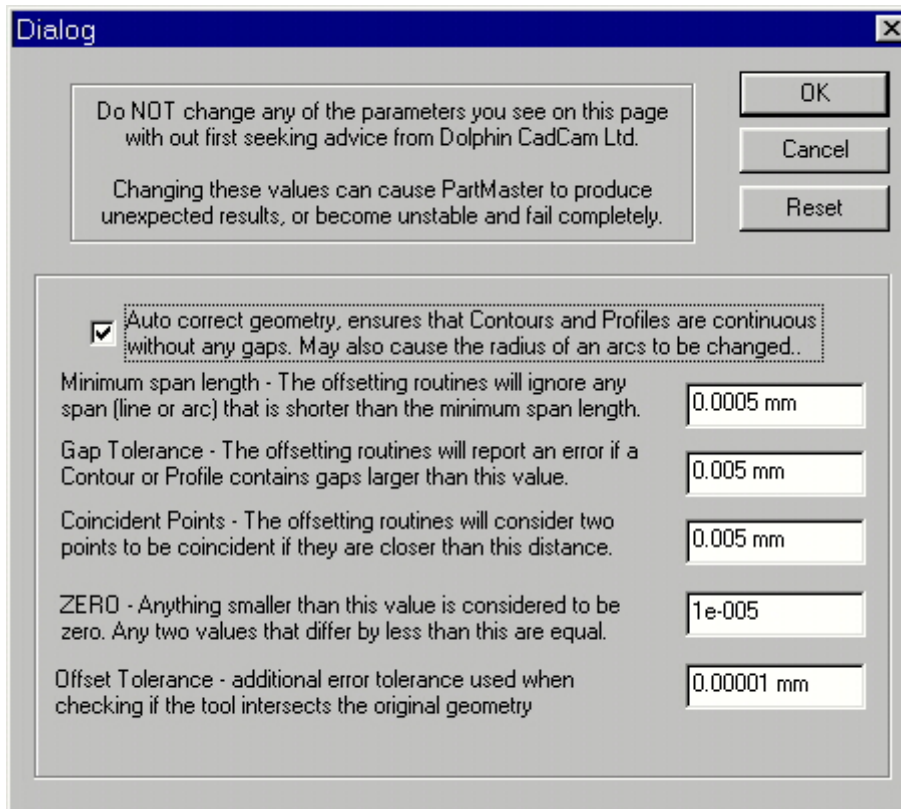 Dialog
Do NOT change any of the parameters you see on this page
with out first seeking advice from Dolphin CadCam Ltd.
Changing these values can cause PartMaster to produce
unexpected results, or become unstable and fail completely.
OK
Cancel
Reset
Auto correct geometry, ensures that Contours and Profiles are continuous
without any gaps. May also cause the radius of an arcs to be changed..
Minimum span length - The offsetting routines will ignore any
span (line or arc) that is shorter than the minimum span length.
0.0005 mm
Gap Tolerance - The offsetting routines will report an error if a
Contour or Profile contains gaps larger than this value.
0.005 mm
Coincident Points - The offsetting routines will consider two
points to be coincident if they are closer than this distance.
0.005 mm
ZERO - Anything smaller than this value is considered to be
zero. Any two values that differ by less than this are equal.
1e-005
Offset Tolerance - additional error tolerance used when
checking if the tool intersects the original geometry
0.00001 mm